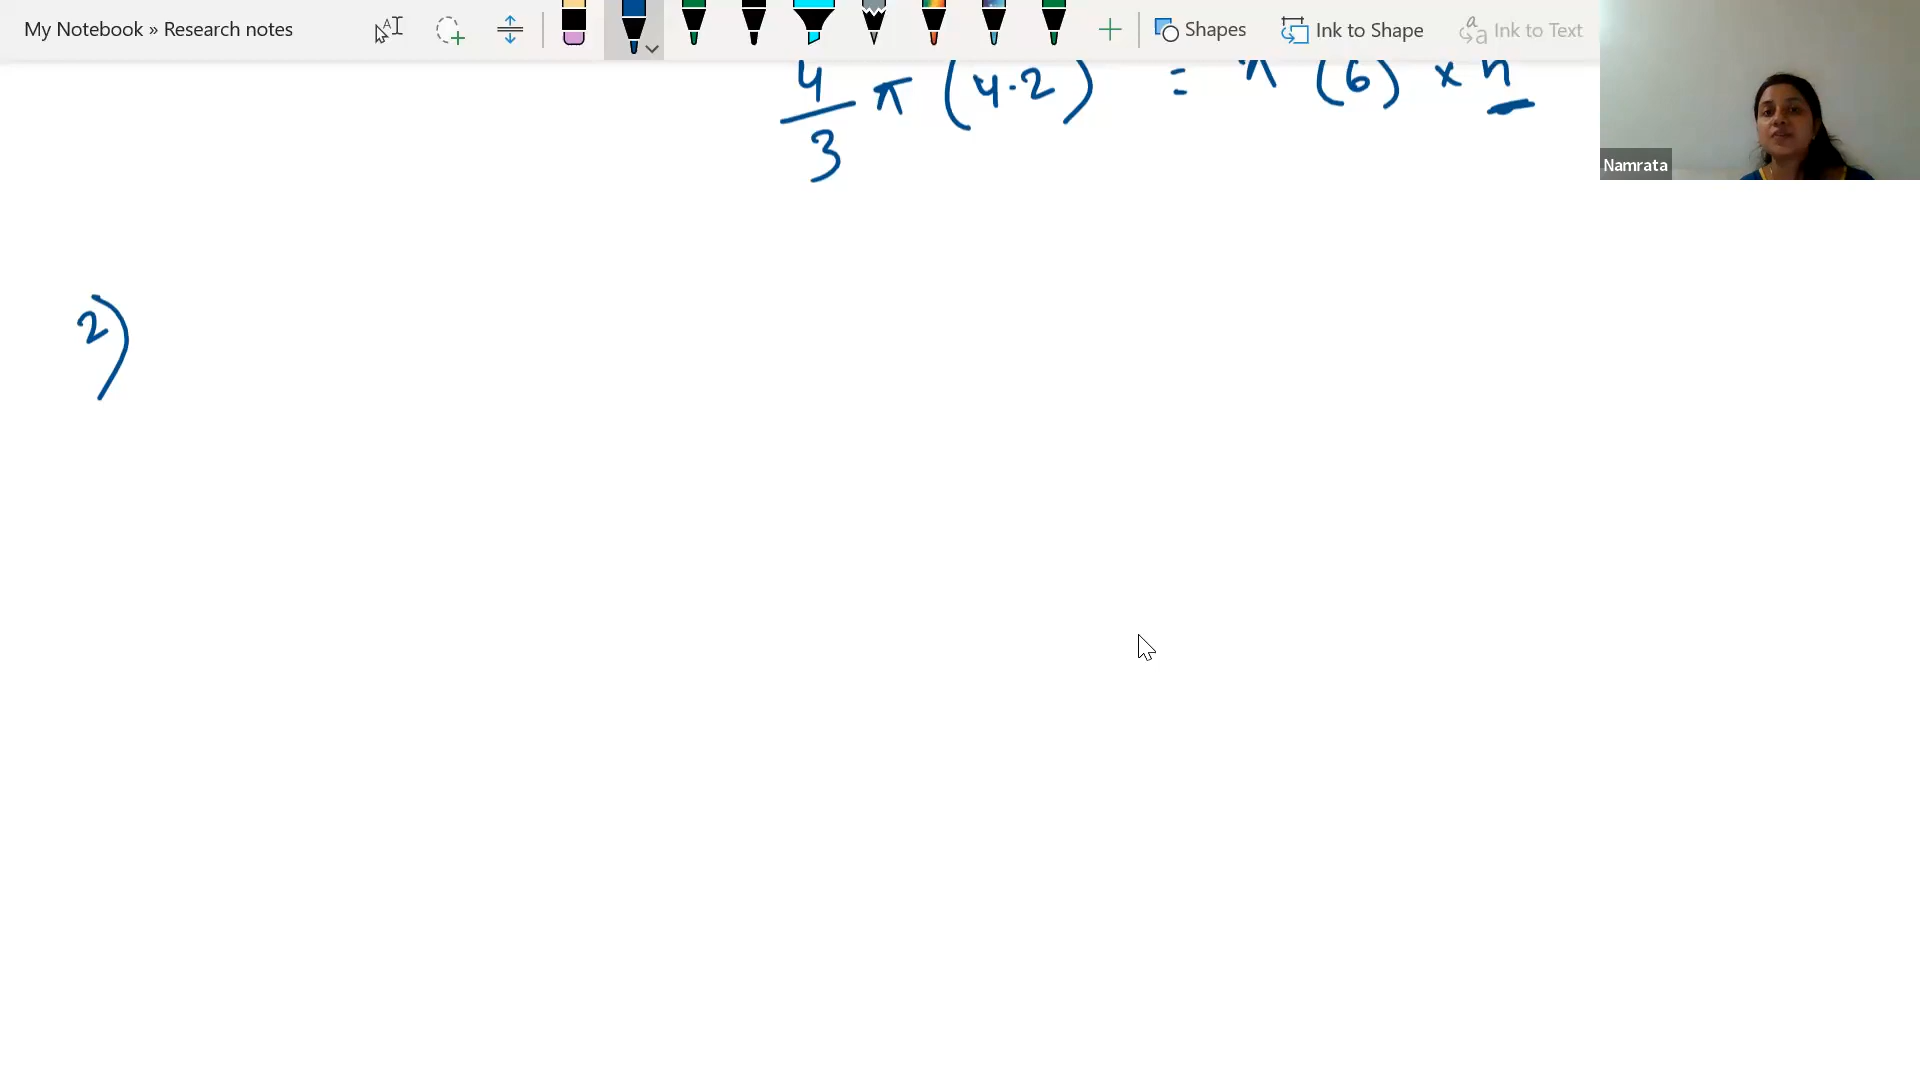 My Notebook » Research notes
Shapes
Ink to Shape
Ink to Text
Namrata
4/3 π (4.2) = π (6) × h
2)